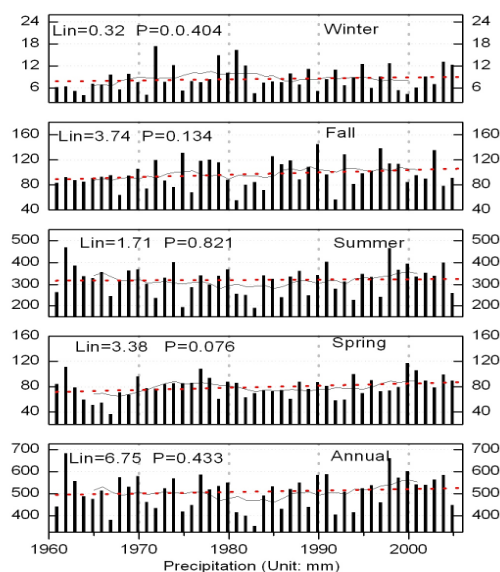 24 Lin=0.32 P=0.0.404 Winter 24
18 18
12 12
6 6
160 Lin=3.74 P=0.134 Fall 160
120 120
80 80
40 40
500 Lin=1.71 P=0.821 Summer 500
400 400
300 300
200 200
160 Lin=3.38 P=0.076 Spring 160
120 120
80 80
40 40
700 Lin=6.75 P=0.433 Annual 700
600 600
500 500
400 400
1960 1970 1980 1990 2000
Precipitation (Unit: mm)